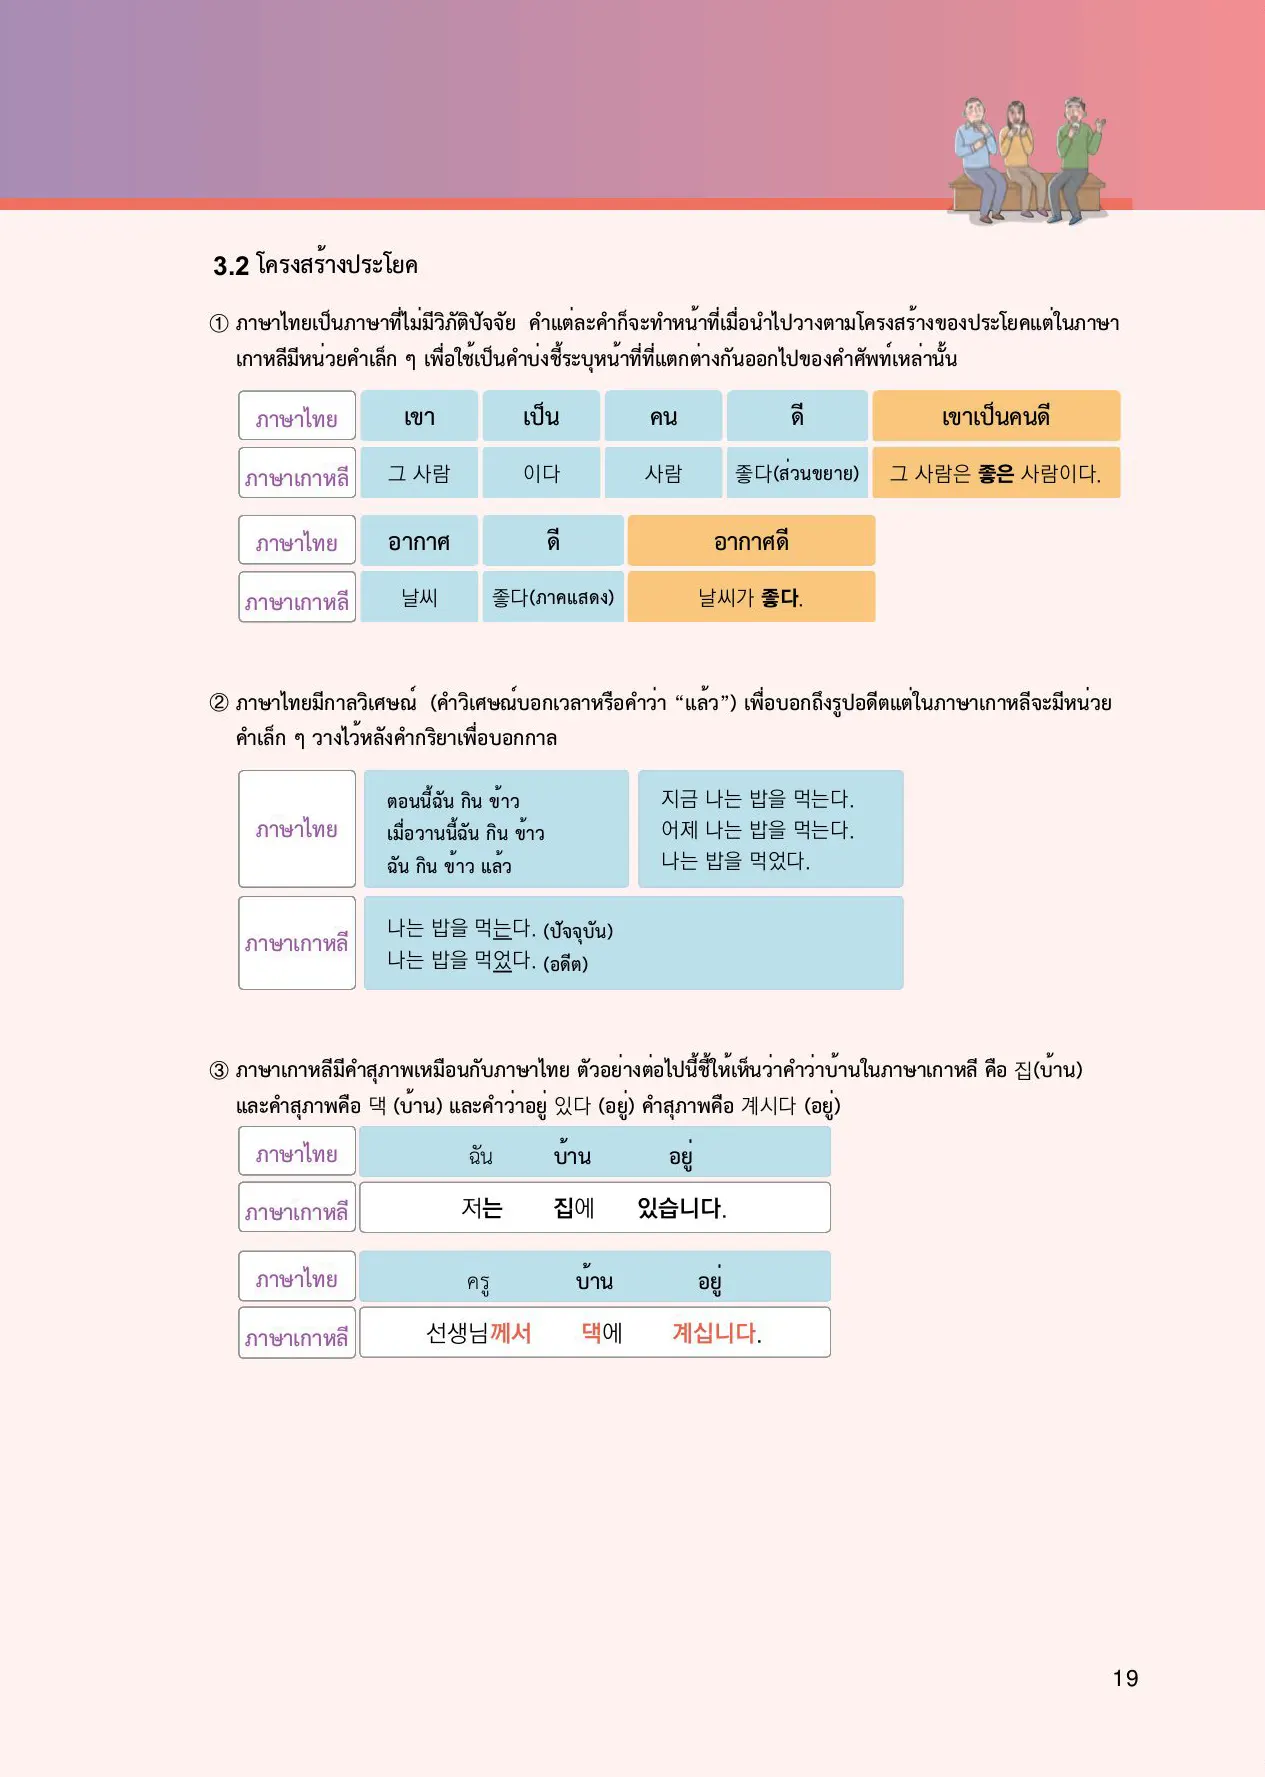 3.2 โครงสร้างประโยค
① ภาษาไทยเป็นภาษาที่ไม่มีวิภัติปัจจัย คำแต่ละคำก็จะทำหน้าที่เมื่อนำไปวางตามโครงสร้างของประโยคแต่ในภาษา
เกาหลีมีหน่วยคำเล็ก ๆ เพื่อใช้เป็นคำบ่งชี้ระบุหน้าที่ที่แตกต่างกันออกไปของคำศัพท์เหล่านั้น
ภาษาไทย เขา เป็น คน ดี เขาเป็นคนดี
ภาษาเกาหลี 그 사람 이다 사람 좋다(ส่วนขยาย) 그 사람은 좋은 사람이다.
ภาษาไทย อากาศ ดี อากาศดี
ภาษาเกาหลี 날씨 좋다(ภาคแสดง) 날씨가 좋다.
② ภาษาไทยมีกาลวิเศษณ์ (คำวิเศษณ์บอกเวลาหรือคำว่า “แล้ว”) เพื่อบอกถึงรูปอดีตแต่ในภาษาเกาหลีจะมีหน่วย
คำเล็ก ๆ วางไว้หลังคำกริยาเพื่อบอกกาล
ภาษาไทย
ตอนนี้ฉัน กิน ข้าว
เมื่อวานนี้ฉัน กิน ข้าว
ฉัน กิน ข้าว แล้ว
지금 나는 밥을 먹는다.
어제 나는 밥을 먹는다.
나는 밥을 먹었다.
ภาษาเกาหลี
나는 밥을 먹는다. (ปัจจุบัน)
나는 밥을 먹었다. (อดีต)
③ ภาษาเกาหลีมีคำสุภาพเหมือนกับภาษาไทย ตัวอย่างต่อไปนี้ชี้ให้เห็นว่าคำว่าบ้านในภาษาเกาหลี คือ 집(บ้าน)
และคำสุภาพคือ 댁 (บ้าน) และคำว่าอยู่ 있다 (อยู่) คำสุภาพคือ 계시다 (อยู่)
ภาษาไทย ฉัน บ้าน อยู่
ภาษาเกาหลี 저는 집에 있습니다.
ภาษาไทย ครู บ้าน อยู่
ภาษาเกาหลี 선생님께서 댁에 계십니다.
19